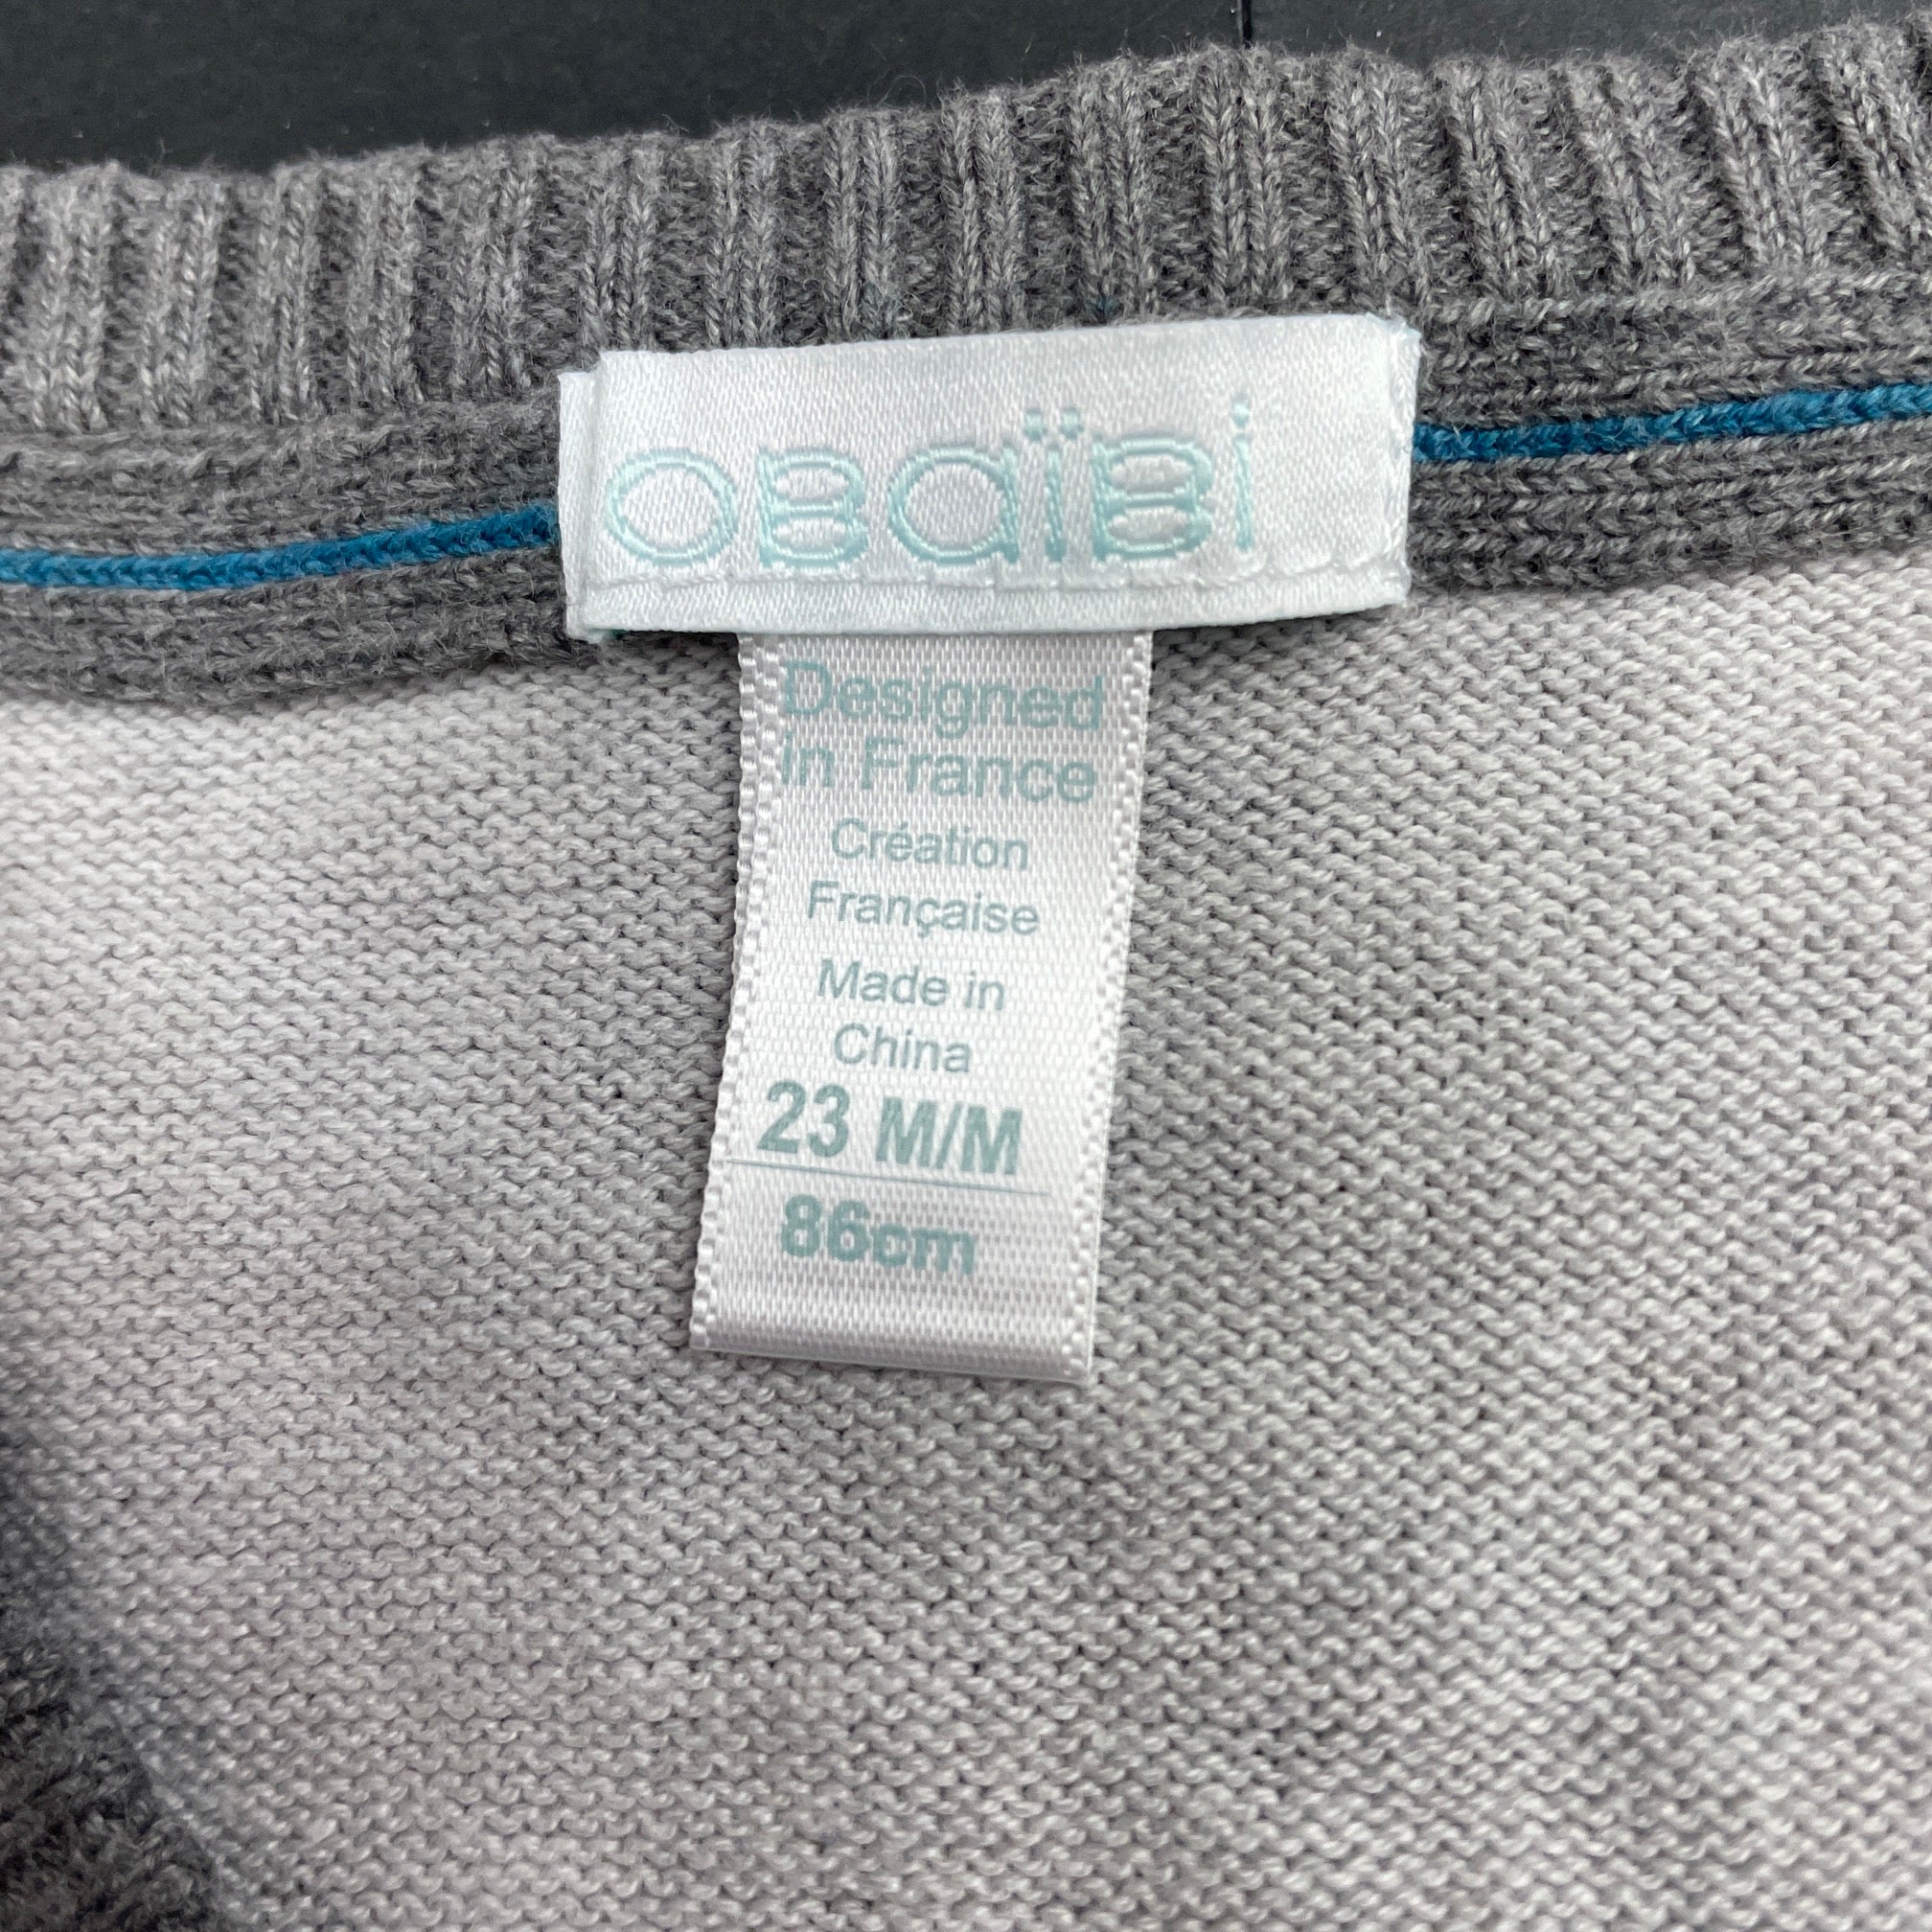 obaïbi
Designed
in France
Création
Française
Made in
China
23 M/M
86cm